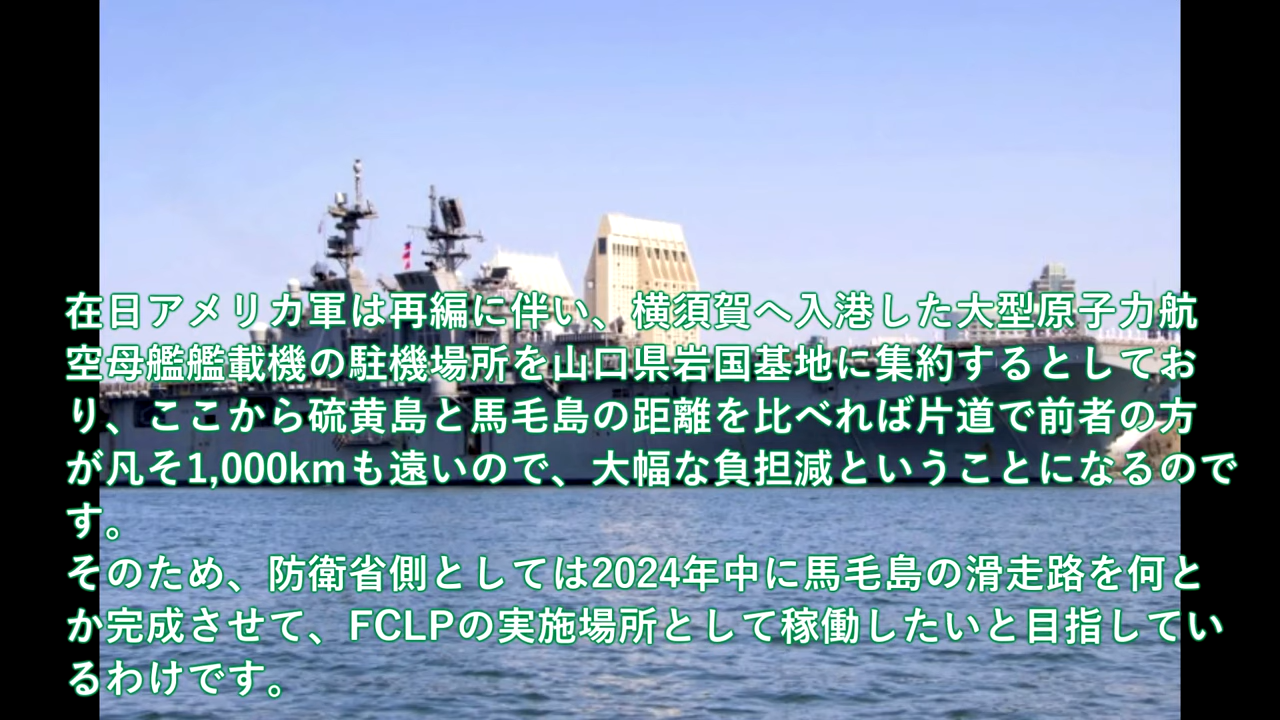 在日アメリカ軍は再編に伴い、横須賀へ入港した大型原子力航
空母艦艦載機の駐機場所を山口県岩国基地に集約するとしてお
り、ここから硫黄島と馬毛島の距離を比べれば片道で前者の方
が凡そ1,000kmも遠いので、大幅な負担減ということになるので
す。
そのため、防衛省側としては2024年中に馬毛島の滑走路を何と
か完成させて、FCLPの実施場所として稼働したいと目指してい
るわけです。